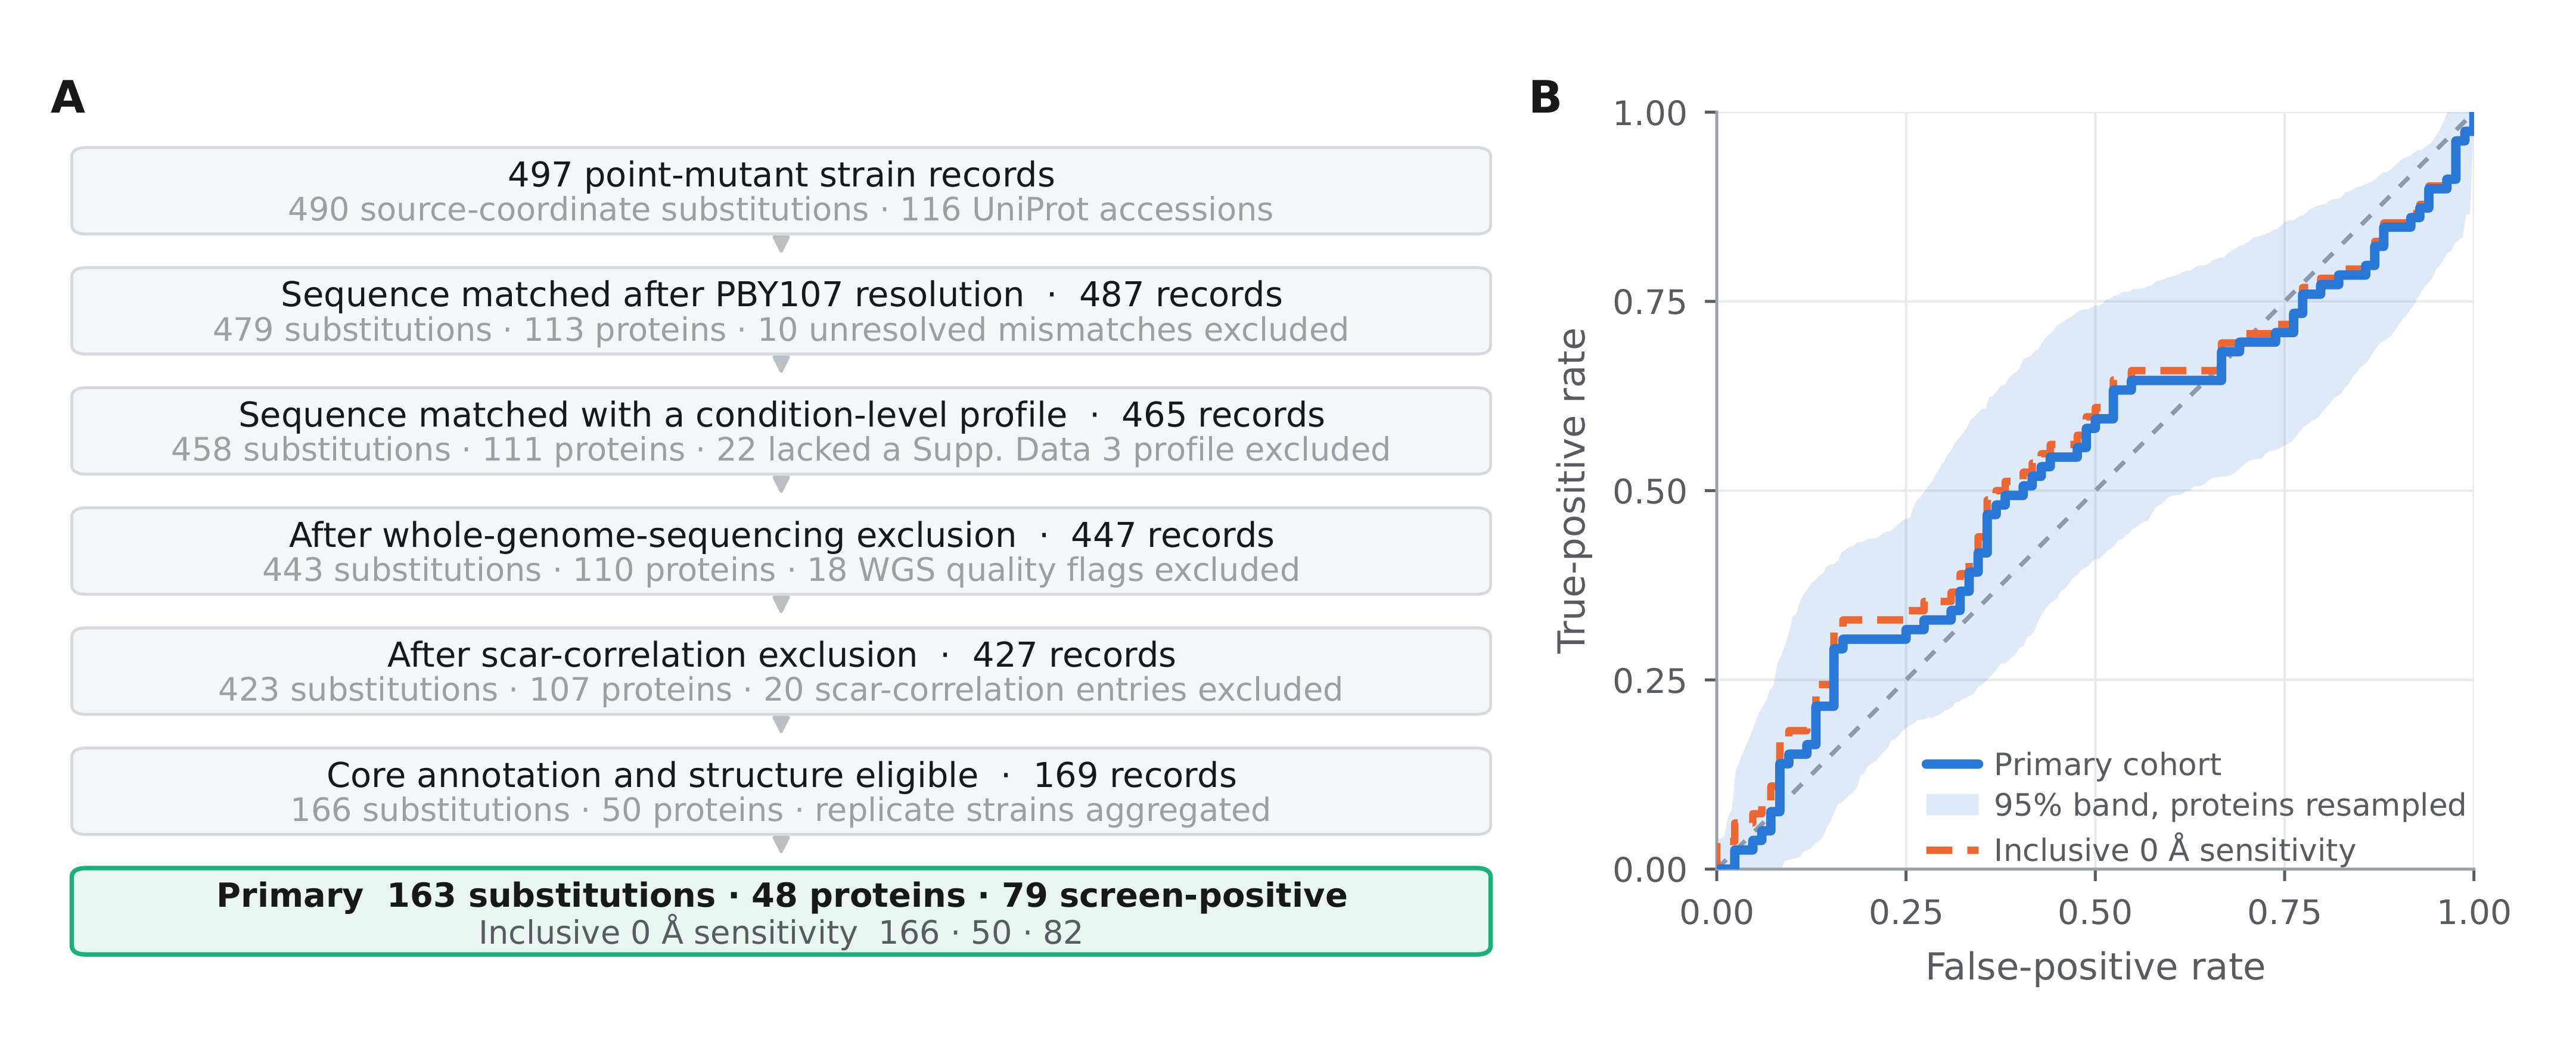 A
497 point-mutant strain records
490 source-coordinate substitutions · 116 UniProt accessions
Sequence matched after PBY107 resolution · 487 records
479 substitutions · 113 proteins · 10 unresolved mismatches excluded
Sequence matched with a condition-level profile · 465 records
458 substitutions · 111 proteins · 22 lacked a Supp. Data 3 profile excluded
After whole-genome-sequencing exclusion · 447 records
443 substitutions · 110 proteins · 18 WGS quality flags excluded
After scar-correlation exclusion · 427 records
423 substitutions · 107 proteins · 20 scar-correlation entries excluded
Core annotation and structure eligible · 169 records
166 substitutions · 50 proteins · replicate strains aggregated
Primary 163 substitutions · 48 proteins · 79 screen-positive
Inclusive 0 Å sensitivity 166 · 50 · 82
B
True-positive rate
1.00
0.75
0.50
0.25
0.00
Primary cohort
95% band, proteins resampled
Inclusive 0 Å sensitivity
0.00 0.25 0.50 0.75 1.00
False-positive rate